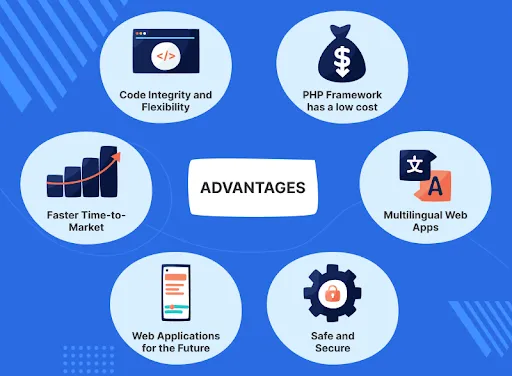 Code Integrity and
Flexibility
</>
$
PHP Framework
has a low cost
Faster Time-to-
Market
ADVANTAGES
文
A
Multilingual Web
Apps
Web Applications
for the Future
Safe and
Secure